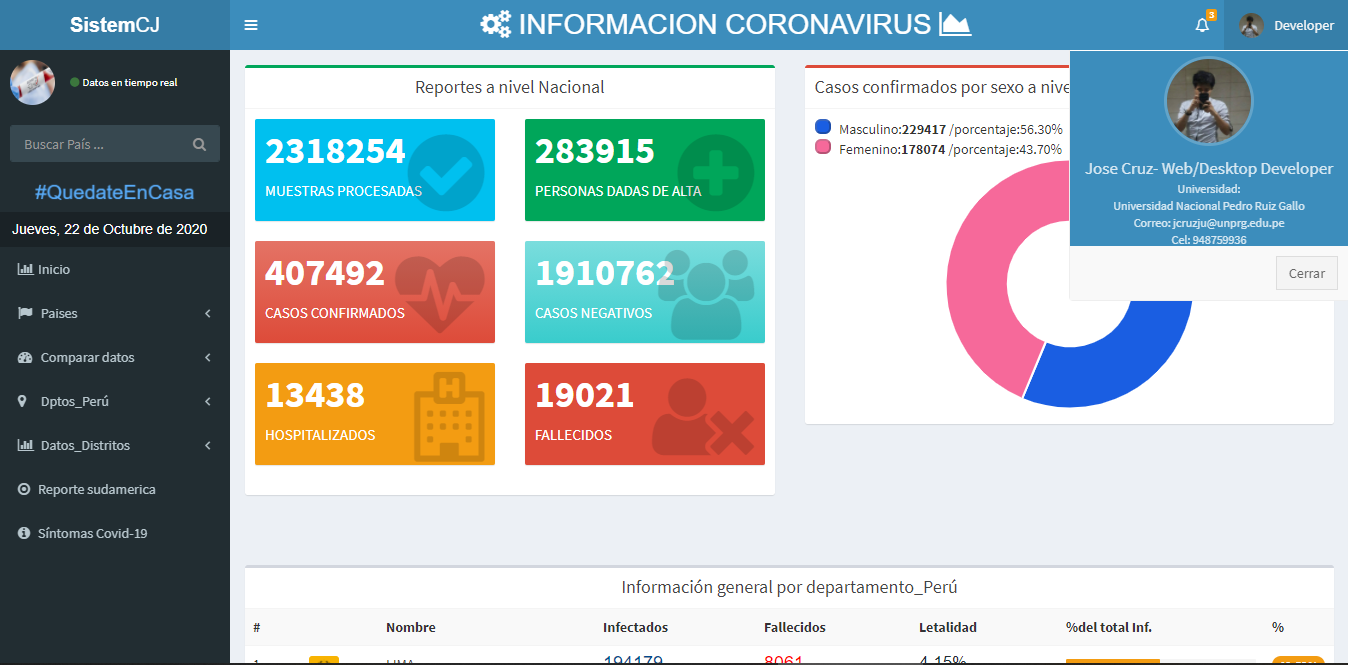 SistemCJ
INFORMACION CORONAVIRUS
3
Developer
Datos en tiempo real
Buscar País ...
#QuedateEnCasa
Jueves, 22 de Octubre de 2020
Inicio
Paises
Comparar datos
Dptos_Perú
Datos_Distritos
Reporte sudamerica
Síntomas Covid-19
Reportes a nivel Nacional
2318254
MUESTRAS PROCESADAS
283915
PERSONAS DADAS DE ALTA
407492
CASOS CONFIRMADOS
1910762
CASOS NEGATIVOS
13438
HOSPITALIZADOS
H
19021
FALLECIDOS
Casos confirmados por sexo a nive
Masculino:229417 /porcentaje:56.30%
Femenino:178074 /porcentaje:43.70%
Jose Cruz- Web/Desktop Developer
Universidad:
Universidad Nacional Pedro Ruiz Gallo
Correo: jcruzju@unprg.edu.pe
Cel: 948759936
Cerrar
Información general por departamento_Perú
# Nombre Infectados Fallecidos Letalidad %del total Inf. %
1 LIMA 194179 8061 4.15%